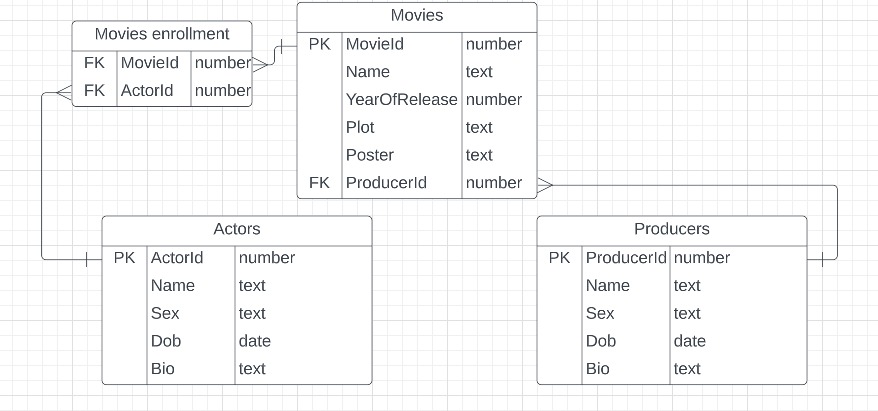 Movies enrollment
FK MovieId number
FK ActorId number
Movies
PK MovieId number
Name text
YearOfRelease number
Plot text
Poster text
FK ProducerId number
Actors
PK ActorId number
Name text
Sex text
Dob date
Bio text
Producers
PK ProducerId number
Name text
Sex text
Dob date
Bio text